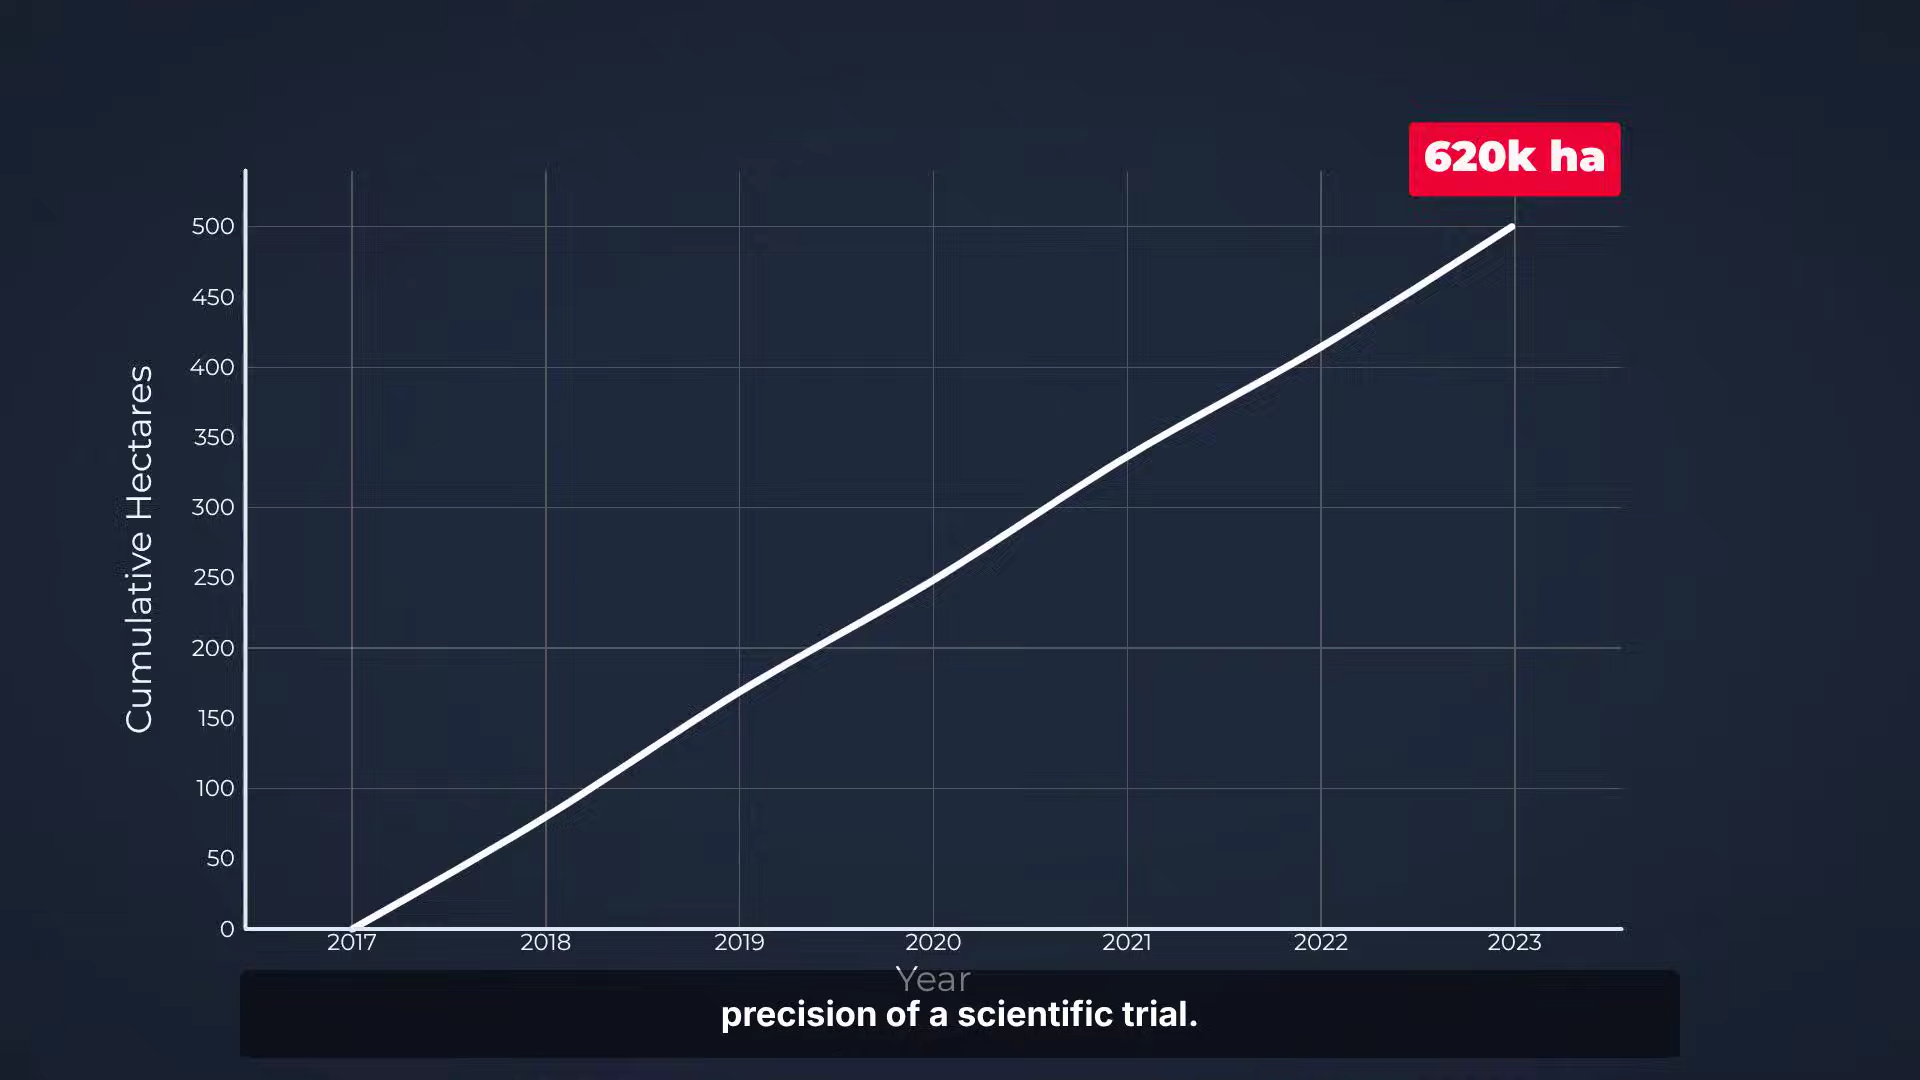 620k ha
500
450
400
350
300
250
200
150
100
50
0
Cumulative Hectares
2017 2018 2019 2020 2021 2022 2023
Year
precision of a scientific trial.